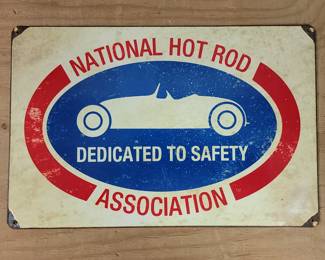 NATIONAL HOT ROD
DEDICATED TO SAFETY
ASSOCIATION